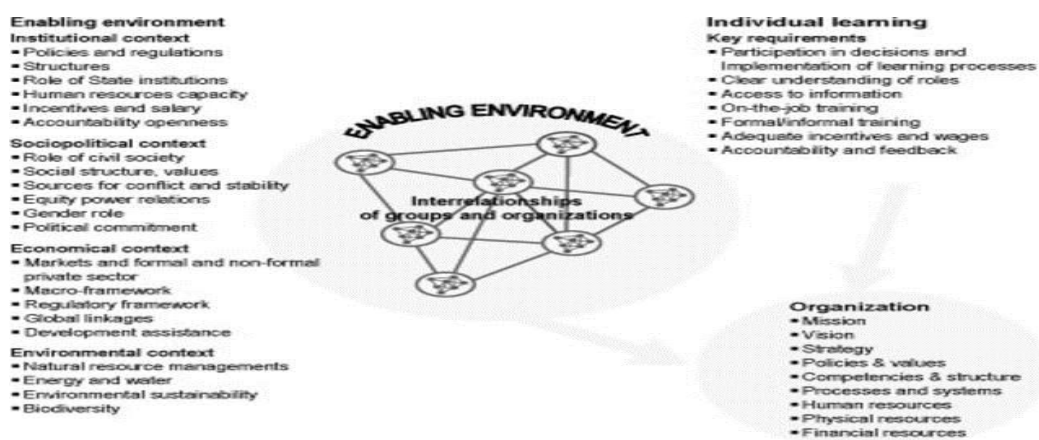 Enabling environment
Institutional context
▪ Policies and regulations
▪ Structures
▪ Role of State institutions
▪ Human resources capacity
▪ Incentives and salary
▪ Accountability openness
Sociopolitical context
▪ Role of civil society
▪ Social structure, values
▪ Sources for conflict and stability
▪ Equity power relations
▪ Gender role
▪ Political commitment
Economical context
▪ Markets and formal and non-formal
private sector
▪ Macro-framework
▪ Regulatory framework
▪ Global linkages
▪ Development assistance
Environmental context
▪ Natural resource managements
▪ Energy and water
▪ Environmental sustainability
▪ Biodiversity
ENABLING ENVIRONMENT
Interrelationships
of groups and organizations
Individual learning
Key requirements
▪ Participation in decisions and
Implementation of learning processes
▪ Clear understanding of roles
▪ Access to information
▪ On-the-job training
▪ Formal/informal training
▪ Adequate incentives and wages
▪ Accountability and feedback
Organization
▪ Mission
▪ Vision
▪ Strategy
▪ Policies & values
▪ Competencies & structure
▪ Processes and systems
▪ Human resources
▪ Physical resources
▪ Financial resources